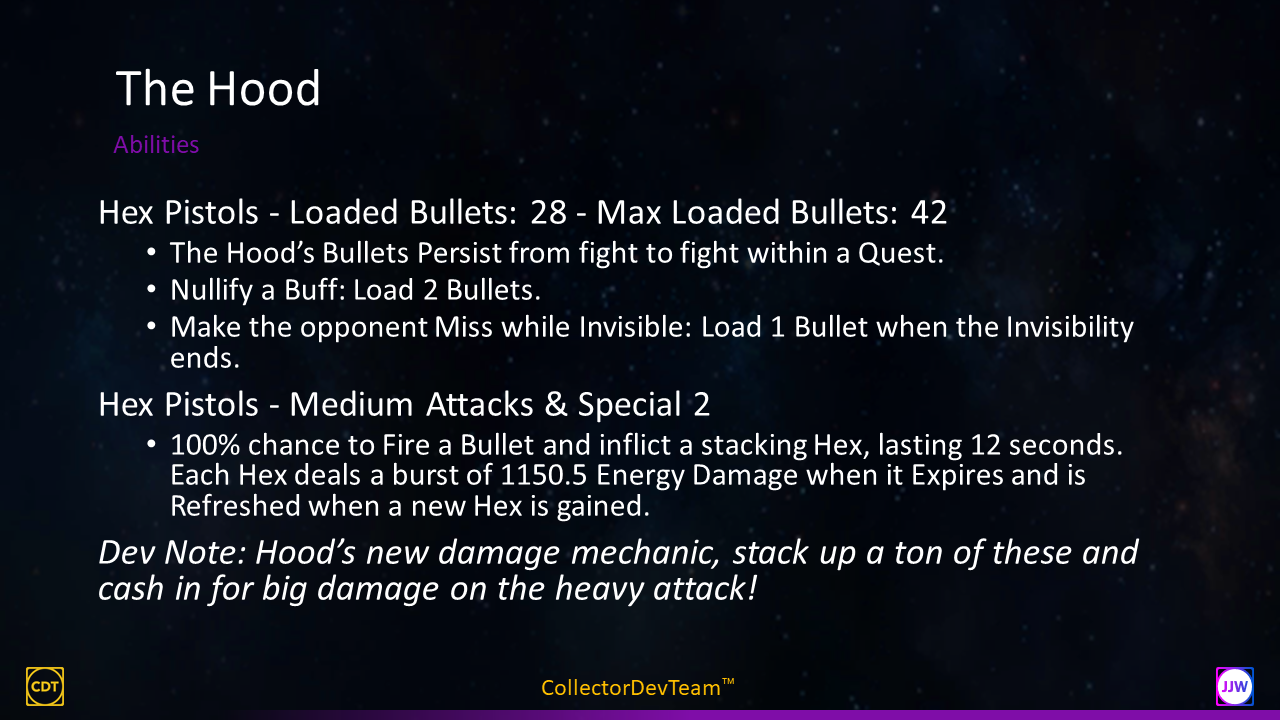 The Hood
Abilities
Hex Pistols - Loaded Bullets: 28 - Max Loaded Bullets: 42
• The Hood’s Bullets Persist from fight to fight within a Quest.
• Nullify a Buff: Load 2 Bullets.
• Make the opponent Miss while Invisible: Load 1 Bullet when the Invisibility
ends.
Hex Pistols - Medium Attacks & Special 2
• 100% chance to Fire a Bullet and inflict a stacking Hex, lasting 12 seconds.
Each Hex deals a burst of 1150.5 Energy Damage when it Expires and is
Refreshed when a new Hex is gained.
Dev Note: Hood’s new damage mechanic, stack up a ton of these and
cash in for big damage on the heavy attack!
CDT
CollectorDevTeam™
JJW